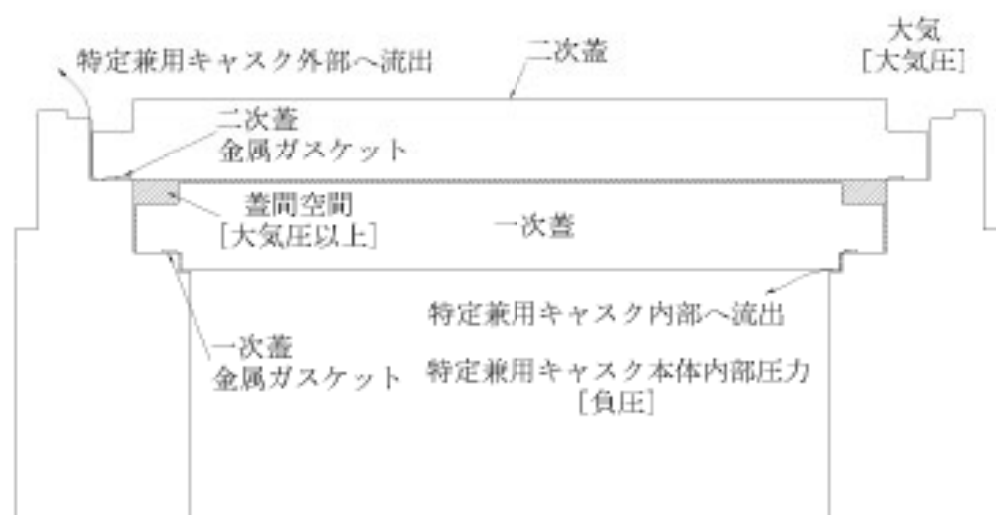 大気
[大気圧]
特定兼用キャスク外部へ流出
二次蓋
二次蓋
金属ガスケット
蓋間空間
[大気圧以上]
一次蓋
特定兼用キャスク内部へ流出
一次蓋
金属ガスケット
特定兼用キャスク本体内部圧力
[負圧]